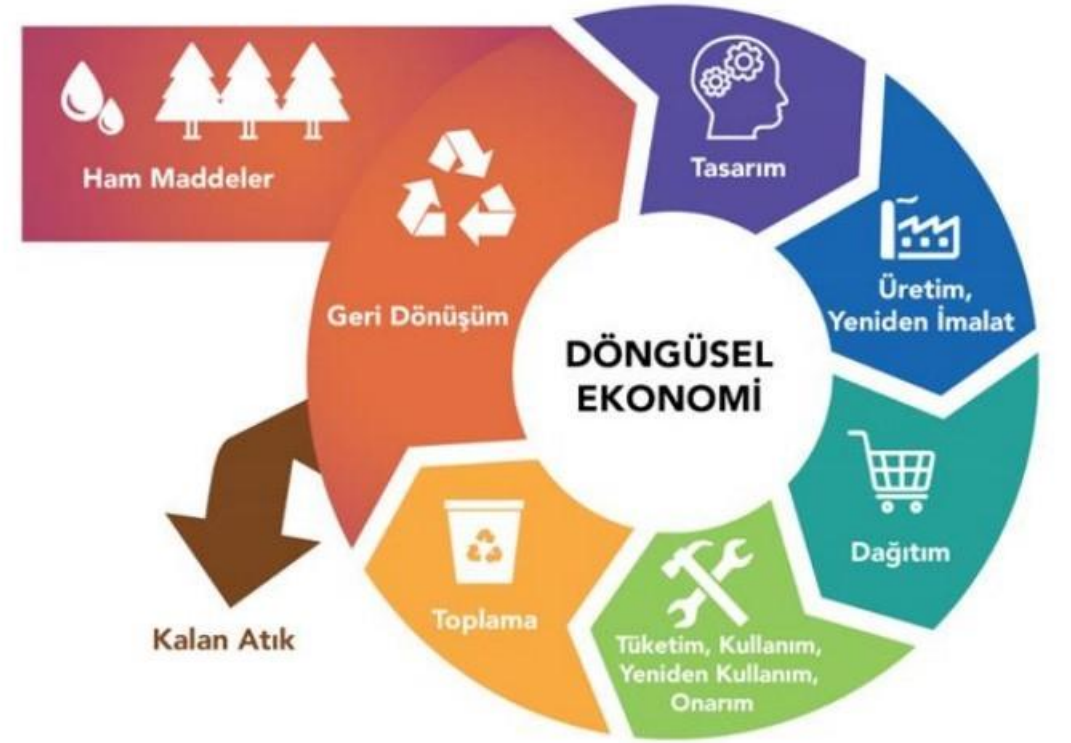 Ham Maddeler
Geri Dönüşüm
Tasarım
Üretim,
Yeniden İmalat
DÖNGÜSEL
EKONOMİ
Dağıtım
Tüketim, Kullanım,
Yeniden Kullanım,
Onarım
Toplama
Kalan Atık